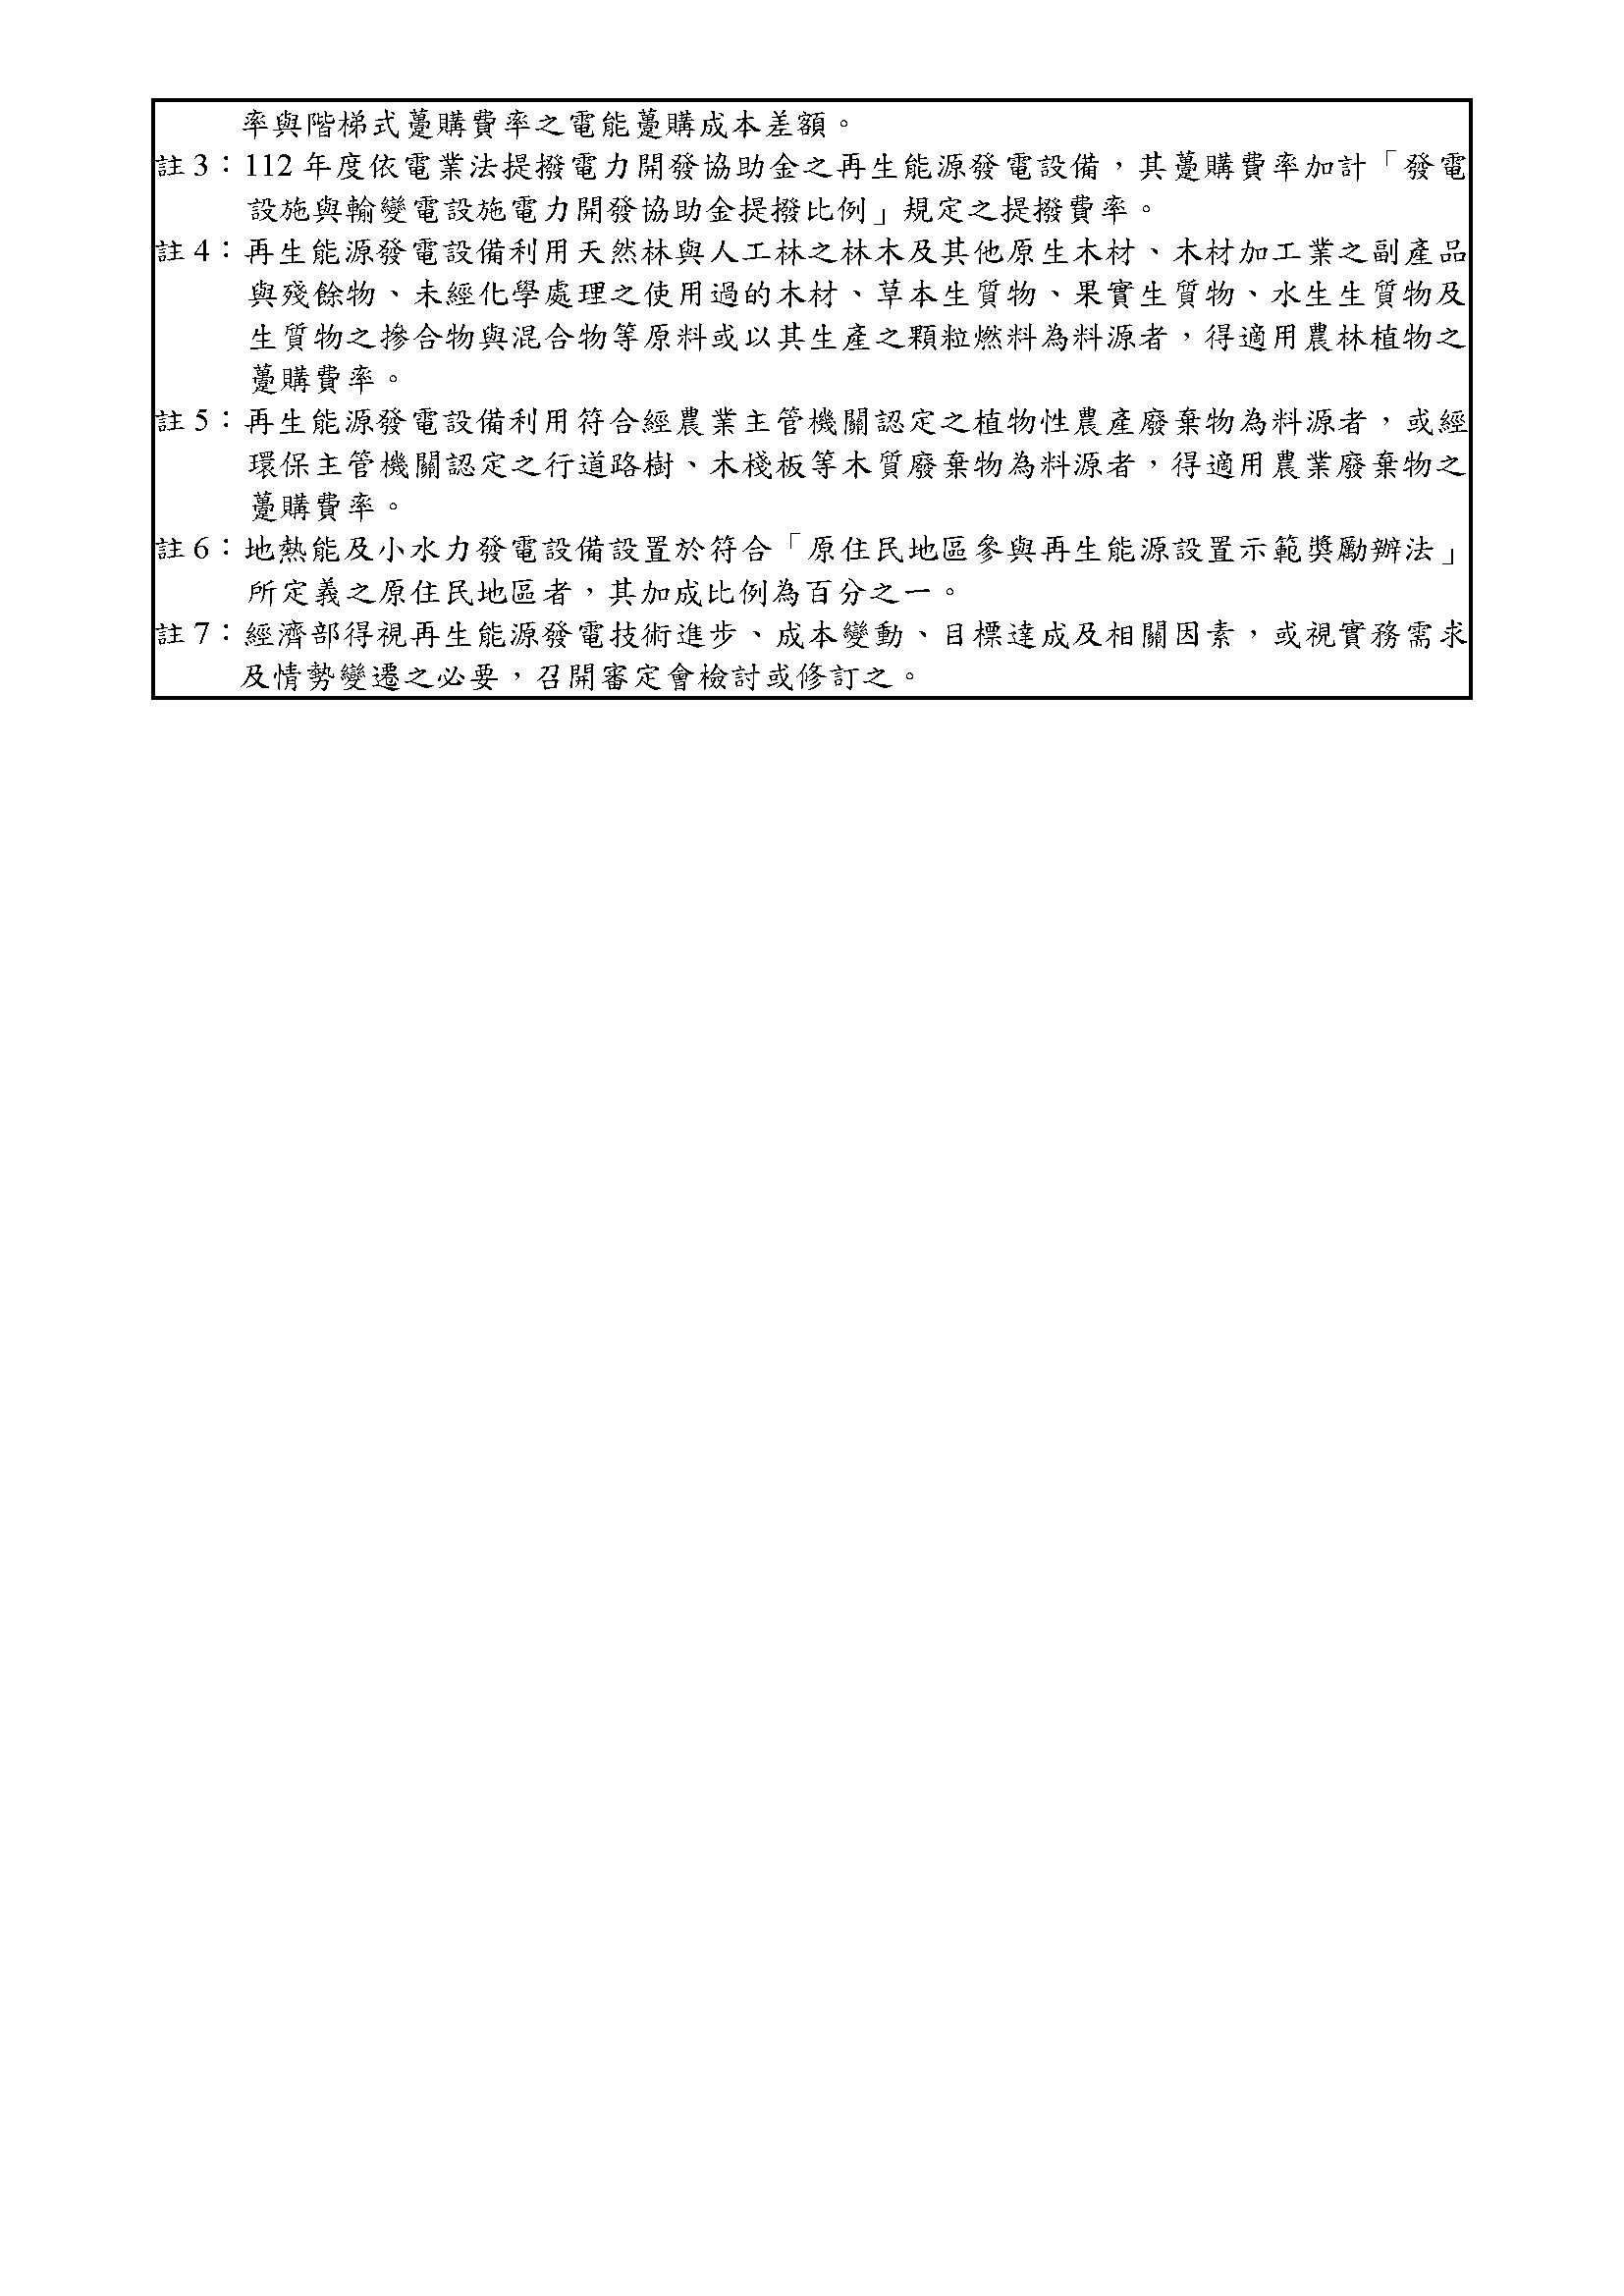 率與階梯式躉購費率之電能躉購成本差額。
註 3：112 年度依電業法提撥電力開發協助金之再生能源發電設備，其躉購費率加計「發電
設施與輸變電設施電力開發協助金提撥比例」規定之提撥費率。
註 4：再生能源發電設備利用天然林與人工林之林木及其他原生木材、木材加工業之副產品
與殘餘物、未經化學處理之使用過的木材、草本生質物、果實生質物、水生生質物及
生質物之摻合物與混合物等原料或以其生產之顆粒燃料為料源者，得適用農林植物之
躉購費率。
註 5：再生能源發電設備利用符合經農業主管機關認定之植物性農產廢棄物為料源者，或經
環保主管機關認定之行道路樹、木棧板等木質廢棄物為料源者，得適用農業廢棄物之
躉購費率。
註 6：地熱能及小水力發電設備設置於符合「原住民地區參與再生能源設置示範獎勵辦法」
所定義之原住民地區者，其加成比例為百分之一。
註 7：經濟部得視再生能源發電技術進步、成本變動、目標達成及相關因素，或視實務需求
及情勢變遷之必要，召開審定會檢討或修訂之。